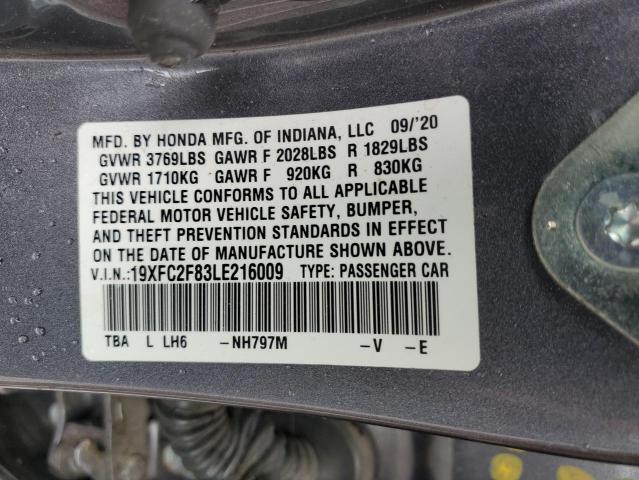 MFD. BY HONDA MFG. OF INDIANA, LLC 09/'20
GVWR 3769LBS GAWR F 2028LBS R 1829LBS
GVWR 1710KG GAWR F 920KG R 830KG
THIS VEHICLE CONFORMS TO ALL APPLICABLE
FEDERAL MOTOR VEHICLE SAFETY, BUMPER,
AND THEFT PREVENTION STANDARDS IN EFFECT
ON THE DATE OF MANUFACTURE SHOWN ABOVE.
V.I.N.:19XFC2F83LE216009 TYPE: PASSENGER CAR
TBA L LH6 -NH797M -V -E